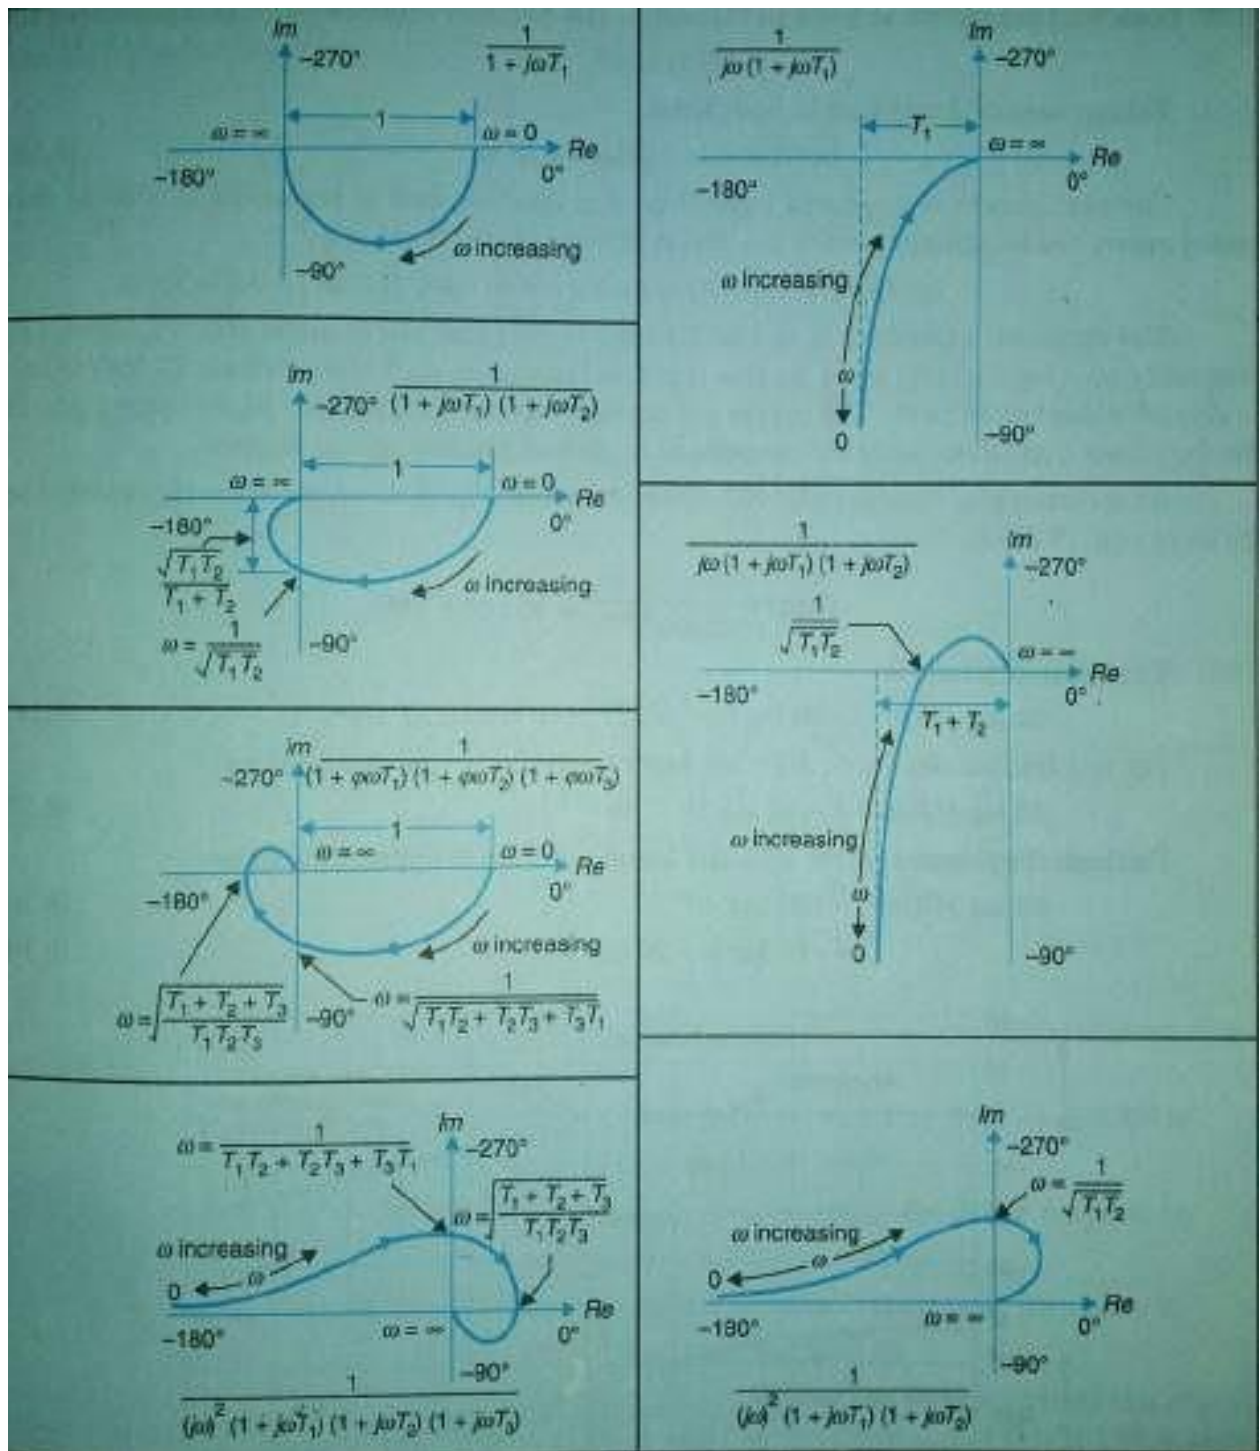 Im
-270°
1
1 + jωT₁
1
ω = ∞
ω = 0
Re
-180°
0°
ω increasing
-90°
1
jω (1 + jωT₁)
Im
-270°
T₁
ω = ∞
Re
-180°
0°
ω increasing
ω
0
-90°
Im
-270°
1
(1 + jωT₁) (1 + jωT₂)
1
ω = ∞
ω = 0
Re
-180°
0°
√T₁T₂
T₁ + T₂
ω increasing
ω = 1
√T₁T₂
-90°
1
jω (1 + jωT₁) (1 + jωT₂)
Im
-270°
1
√T₁T₂
ω = ∞
Re
-180°
0°
T₁ + T₂
ω increasing
ω
0
-90°
Im
-270°
1
(1 + φωT₁) (1 + φωT₂) (1 + φωT₃)
1
ω = ∞
ω = 0
Re
-180°
0°
ω increasing
ω = √T₁ + T₂ + T₃
T₁T₂T₃
-90°
ω = 1
√T₁T₂ + T₂T₃ + T₃T₁
Im
ω = 1
T₁T₂ + T₂T₃ + T₃T₁
-270°
ω = √T₁ + T₂ + T₃
T₁T₂T₃
ω increasing
0
ω
Re
-180°
ω = ∞
0°
-90°
1
(jω)² (1 + jωT₁) (1 + jωT₂) (1 + jωT₃)
Im
-270°
ω = 1
√T₁T₂
ω increasing
0
ω
Re
-180°
ω = ∞
0°
-90°
1
(jω)² (1 + jωT₁) (1 + jωT₂)